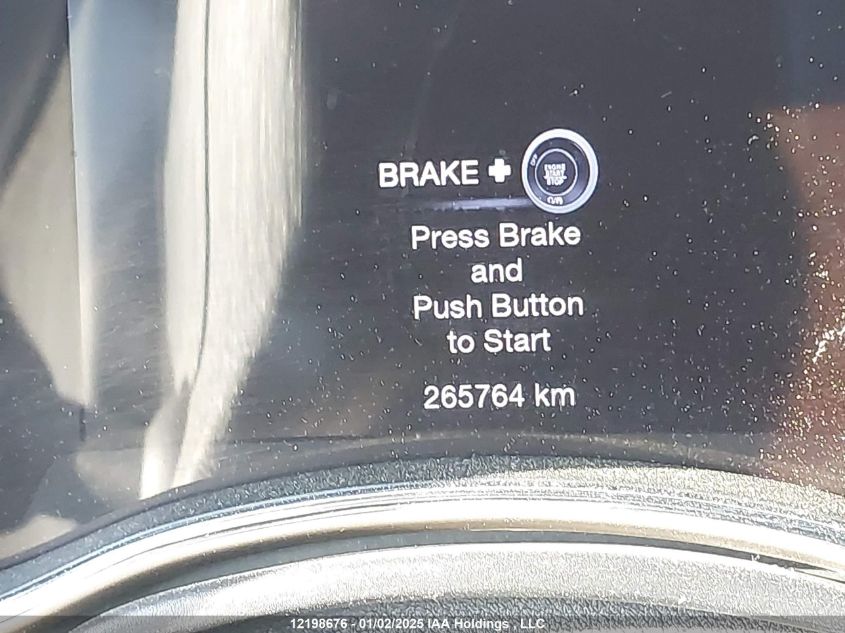 BRAKE +
OFF
ENGINE
START
STOP
Press Brake
and
Push Button
to Start
265764 km
12198676 - 01/02/2025 IAA Holdings , LLC